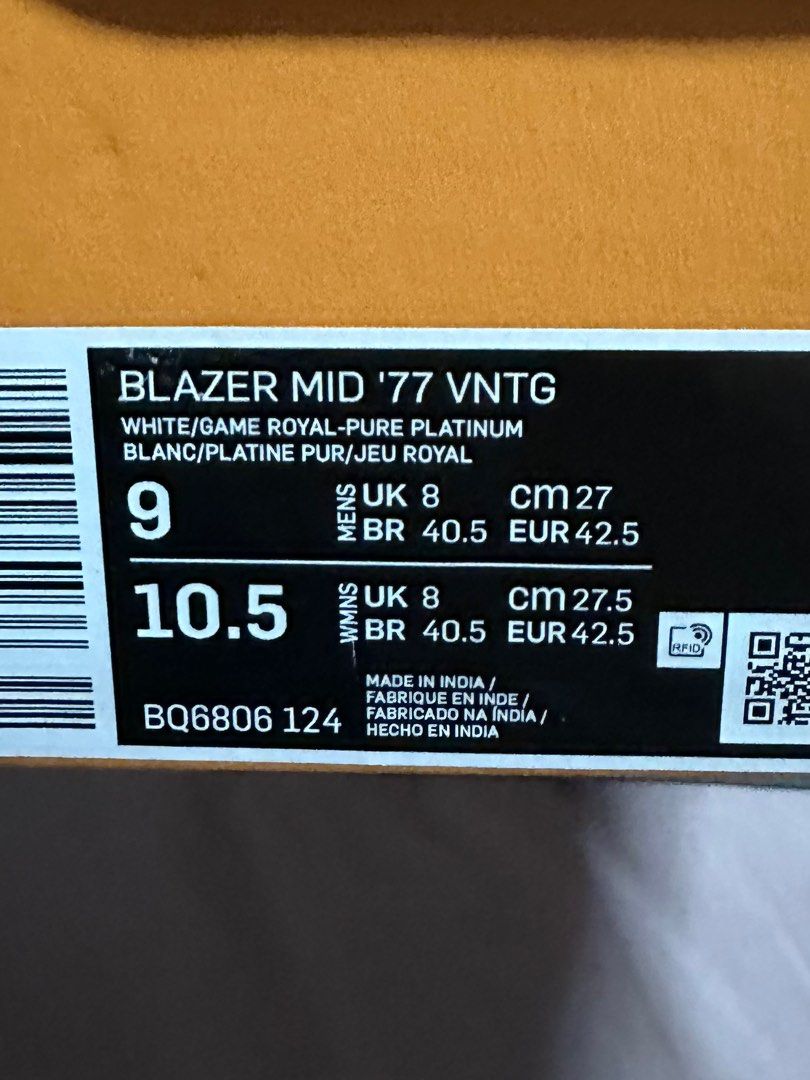 BLAZER MID '77 VNTG
WHITE/GAME ROYAL-PURE PLATINUM
BLANC/PLATINE PUR/JEU ROYAL
9
MENS
UK 8 cm 27
BR 40.5 EUR 42.5
10.5
WMNS
UK 8 cm 27.5
BR 40.5 EUR 42.5
RFID
BQ6806 124
MADE IN INDIA /
FABRIQUE EN INDE /
FABRICADO NA ÍNDIA /
HECHO EN INDIA